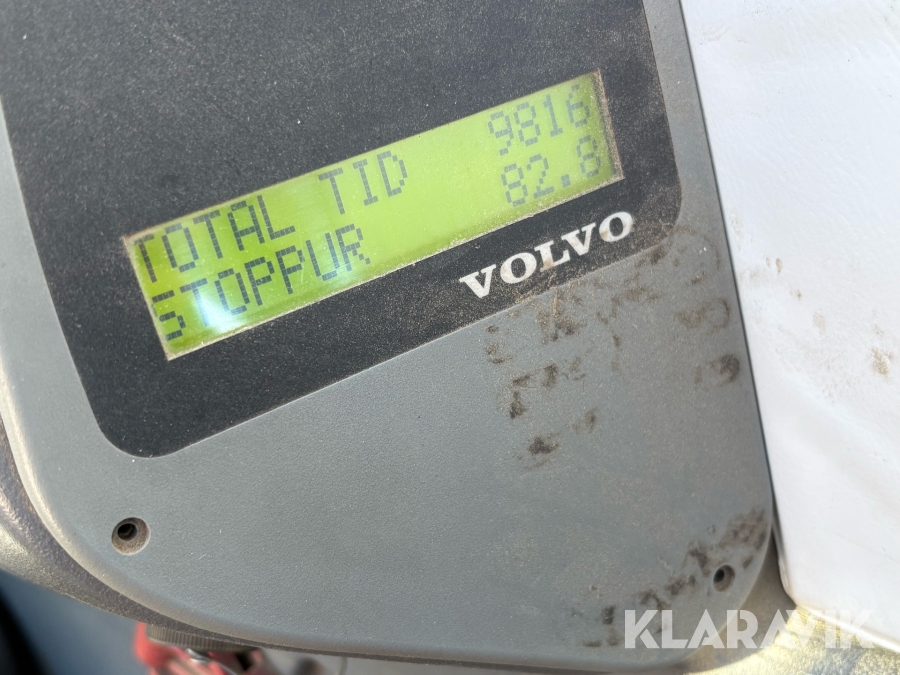 TOTAL TID 9816
STOPPUR 82.8
VOLVO
KLARAVIK